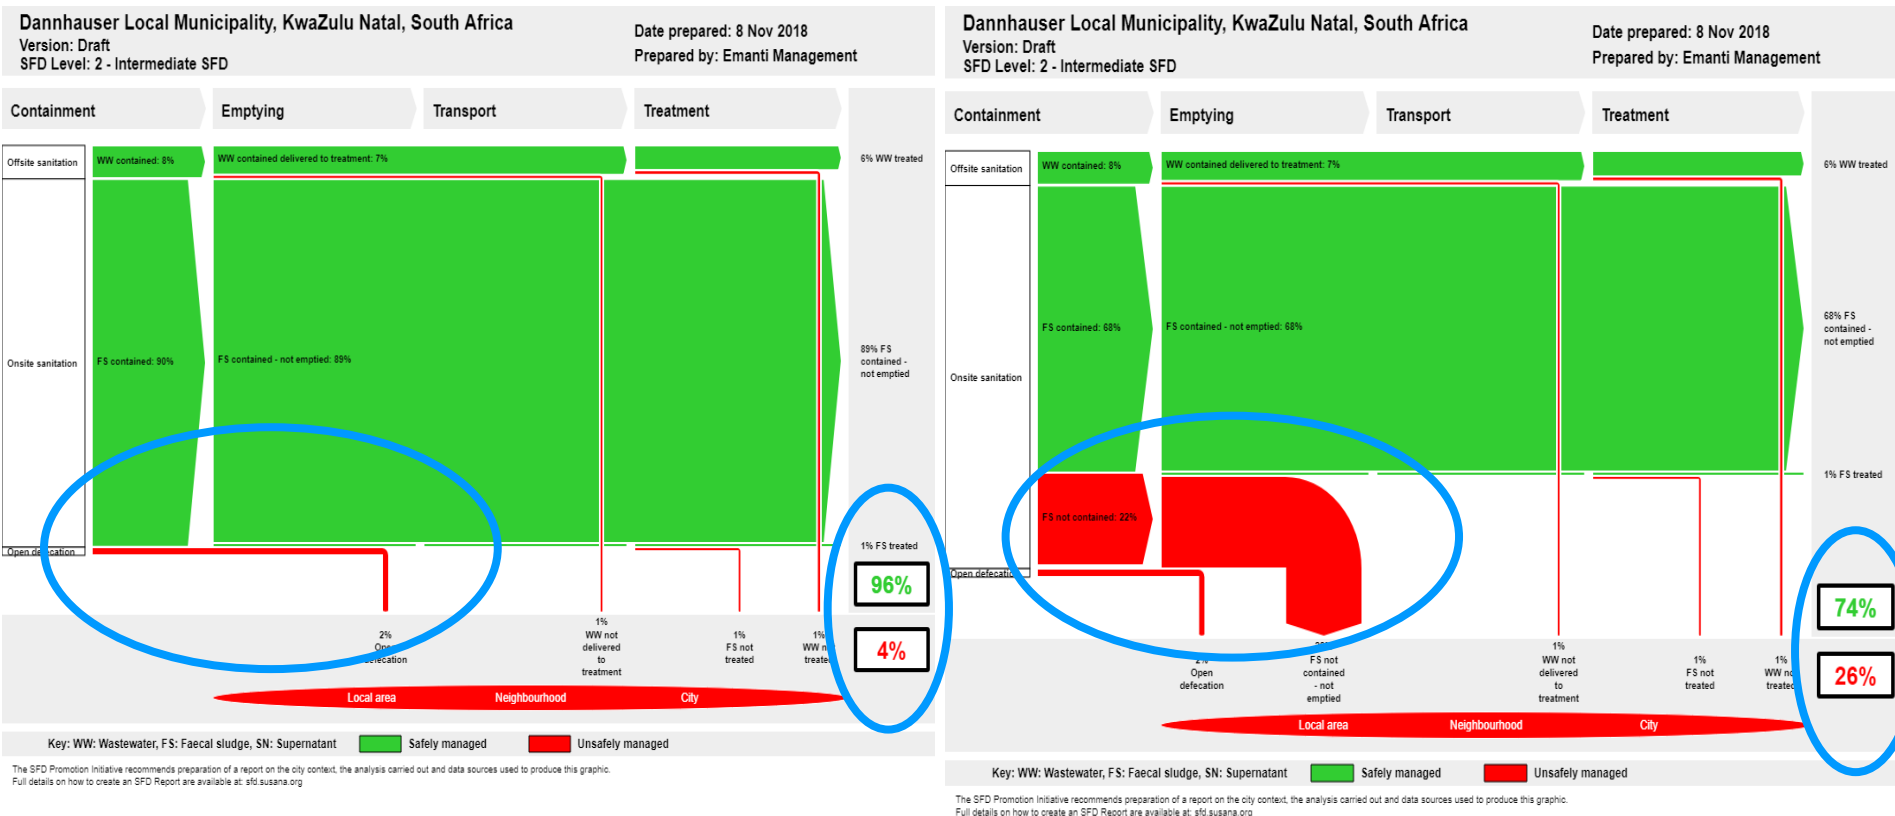 Dannhauser Local Municipality, KwaZulu Natal, South Africa
Version: Draft
SFD Level: 2 - Intermediate SFD
Date prepared: 8 Nov 2018
Prepared by: Emanti Management
Containment
Emptying
Transport
Treatment
Offsite sanitation
WW contained: 8%
WW contained delivered to treatment: 7%
6% WW treated
Onsite sanitation
FS contained: 90%
FS contained - not emptied: 89%
89% FS
contained -
not emptied
Open defecation
1% FS treated
96%
4%
2%
Open
defecation
1%
WW not
delivered
to
treatment
1%
FS not
treated
1%
WW not
treated
Local area
Neighbourhood
City
Key: WW: Wastewater, FS: Faecal sludge, SN: Supernatant
Safely managed
Unsafely managed
The SFD Promotion Initiative recommends preparation of a report on the city context, the analysis carried out and data sources used to produce this graphic.
Full details on how to create an SFD Report are available at: sfd.susana.org
Dannhauser Local Municipality, KwaZulu Natal, South Africa
Version: Draft
SFD Level: 2 - Intermediate SFD
Date prepared: 8 Nov 2018
Prepared by: Emanti Management
Containment
Emptying
Transport
Treatment
Offsite sanitation
WW contained: 8%
WW contained delivered to treatment: 7%
6% WW treated
Onsite sanitation
FS contained: 68%
FS contained - not emptied: 68%
68% FS
contained -
not emptied
1% FS treated
FS not contained: 22%
Open defecation
74%
26%
2%
Open
defecation
FS not
contained
- not
emptied
1%
WW not
delivered
to
treatment
1%
FS not
treated
1%
WW not
treated
Local area
Neighbourhood
City
Key: WW: Wastewater, FS: Faecal sludge, SN: Supernatant
Safely managed
Unsafely managed
The SFD Promotion Initiative recommends preparation of a report on the city context, the analysis carried out and data sources used to produce this graphic.
Full details on how to create an SFD Report are available at: sfd.susana.org